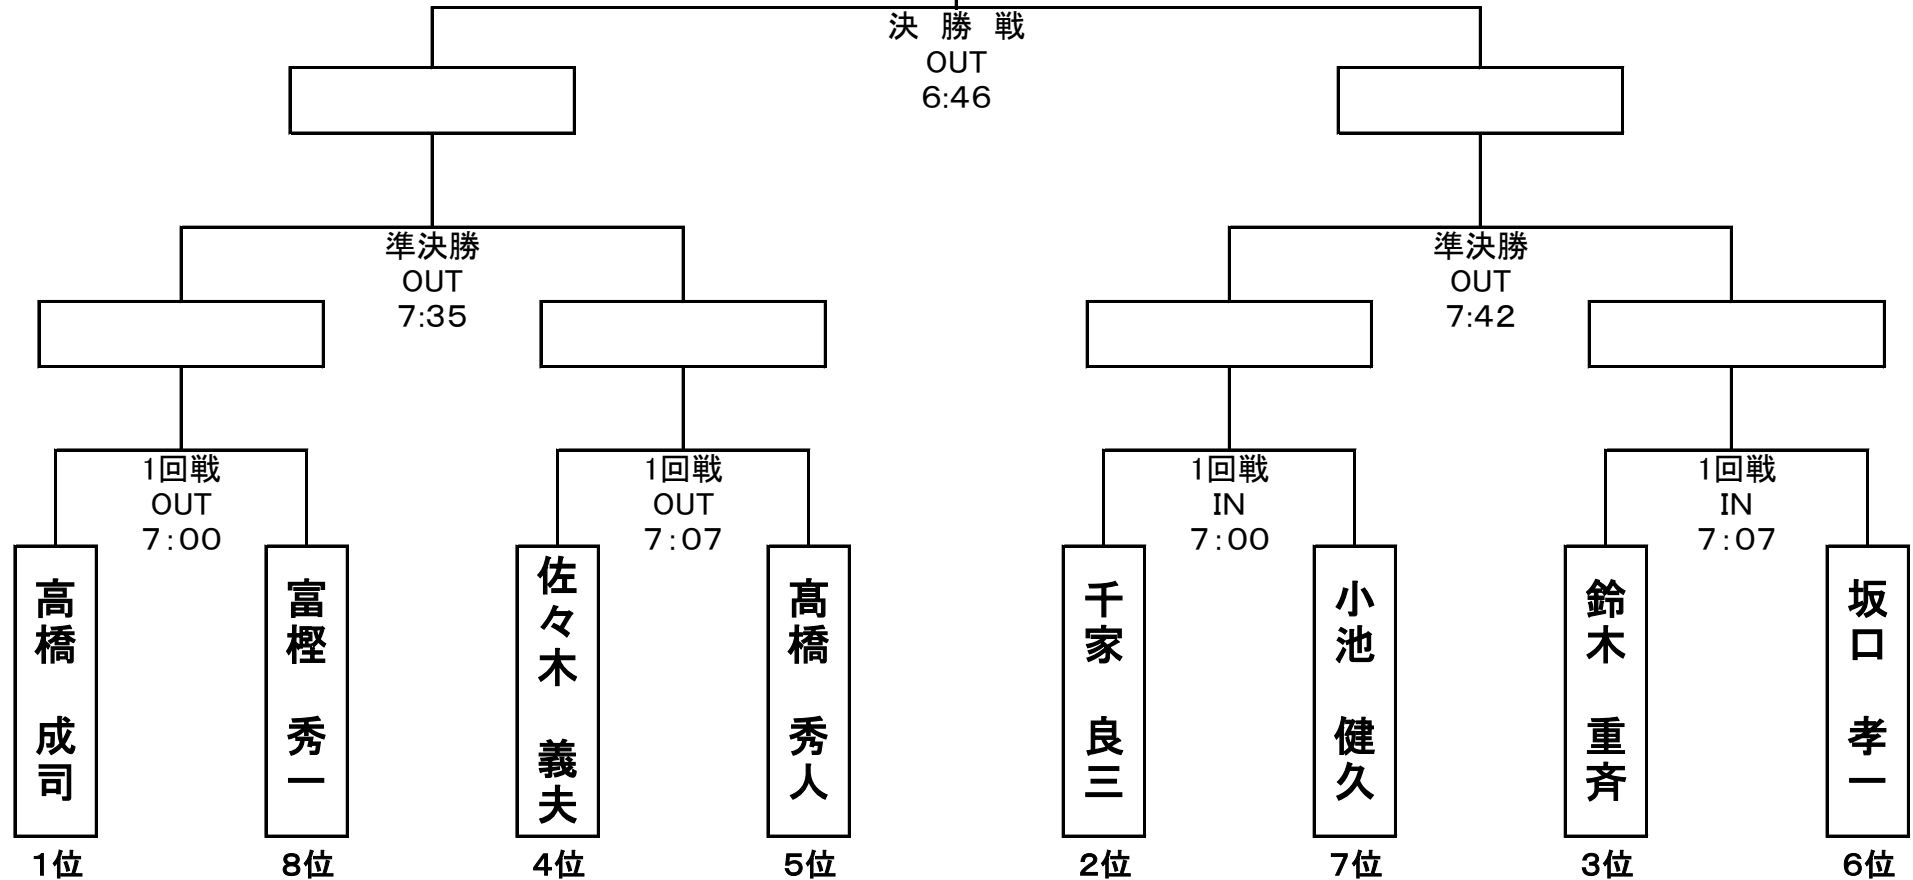 決 勝 戦
OUT
6:46
準決勝
OUT
7:35
準決勝
OUT
7:42
1回戦
OUT
7:00
1回戦
OUT
7:07
1回戦
IN
7:00
1回戦
IN
7:07
高橋 成司
富樫 秀一
佐々木 義夫
髙橋 秀人
千家 良三
小池 健久
鈴木 重斉
坂口 孝一
1位
8位
4位
5位
2位
7位
3位
6位